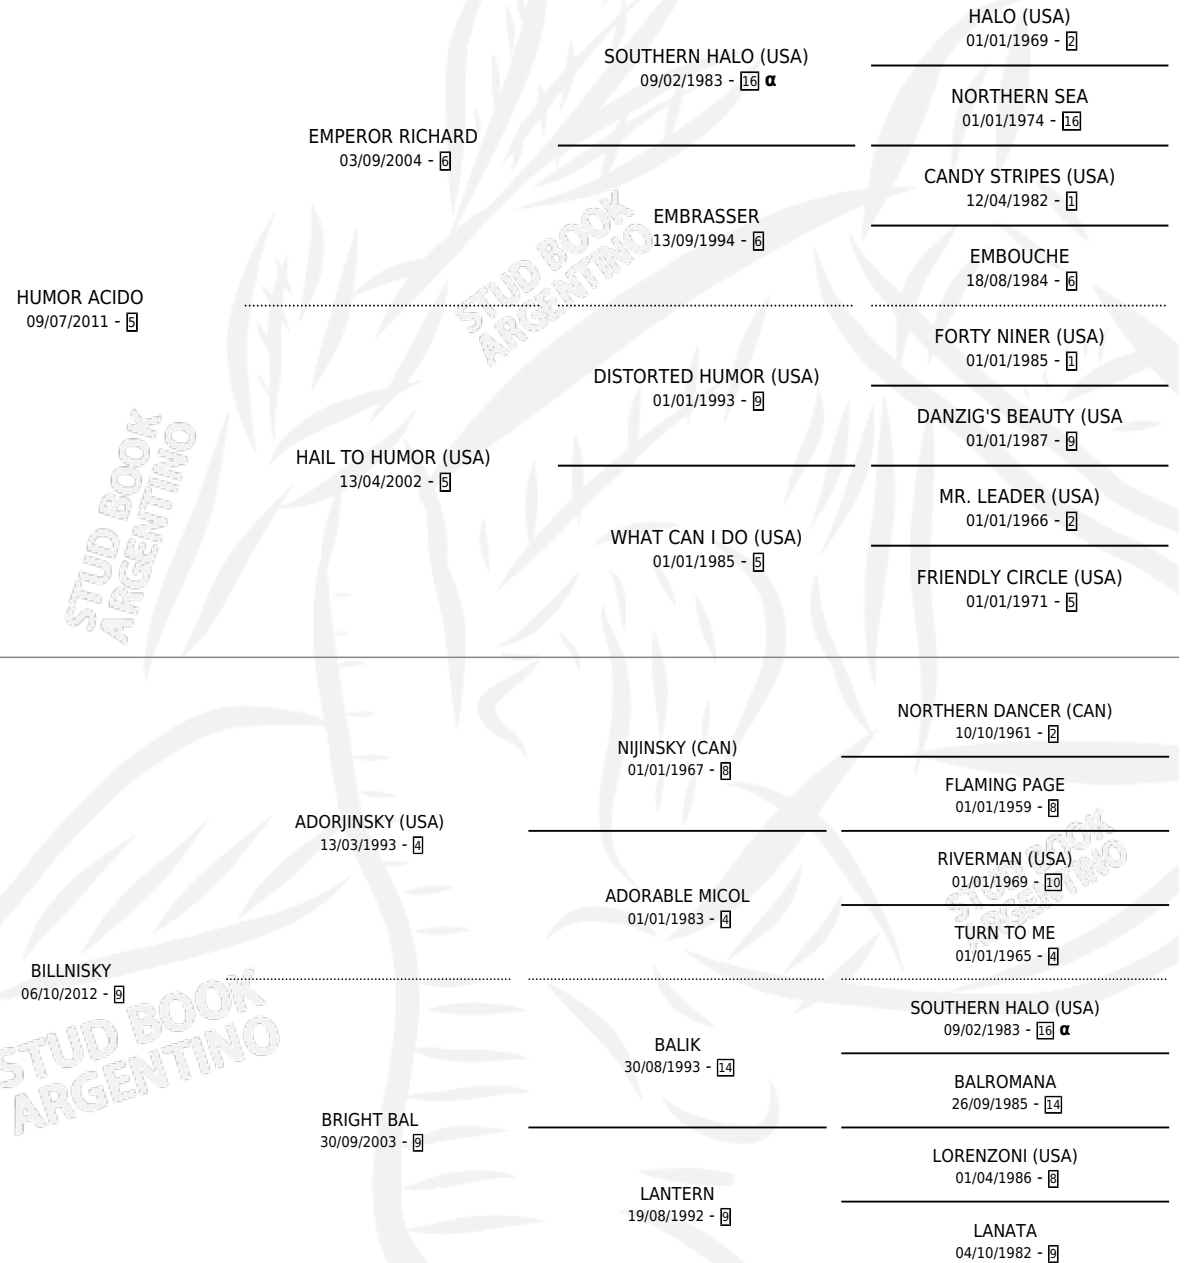 HALO (USA)
01/01/1969 - 2
SOUTHERN HALO (USA)
09/02/1983 - 16 α
NORTHERN SEA
01/01/1974 - 16
EMPEROR RICHARD
03/09/2004 - 6
CANDY STRIPES (USA)
12/04/1982 - 1
EMBRASSER
13/09/1994 - 6
EMBOUCHE
18/08/1984 - 6
HUMOR ACIDO
09/07/2011 - 5
FORTY NINER (USA)
01/01/1985 - 1
DISTORTED HUMOR (USA)
01/01/1993 - 9
DANZIG'S BEAUTY (USA
01/01/1987 - 9
HAIL TO HUMOR (USA)
13/04/2002 - 5
MR. LEADER (USA)
01/01/1966 - 2
WHAT CAN I DO (USA)
01/01/1985 - 5
FRIENDLY CIRCLE (USA)
01/01/1971 - 5
NORTHERN DANCER (CAN)
10/10/1961 - 2
NIJINSKY (CAN)
01/01/1967 - 8
FLAMING PAGE
01/01/1959 - 8
ADORJINSKY (USA)
13/03/1993 - 4
RIVERMAN (USA)
01/01/1969 - 10
ADORABLE MICOL
01/01/1983 - 4
TURN TO ME
01/01/1965 - 4
BILLNISKY
06/10/2012 - 9
SOUTHERN HALO (USA)
09/02/1983 - 16 α
BALIK
30/08/1993 - 14
BALROMANA
26/09/1985 - 14
BRIGHT BAL
30/09/2003 - 9
LORENZONI (USA)
01/04/1986 - 8
LANTERN
19/08/1992 - 9
LANATA
04/10/1982 - 9
STUD BOOK
ARGENTINO
STUD BOOK
ARGENTINO
STUD BOOK
ARGENTINO
STUD BOOK
ARGENTINO